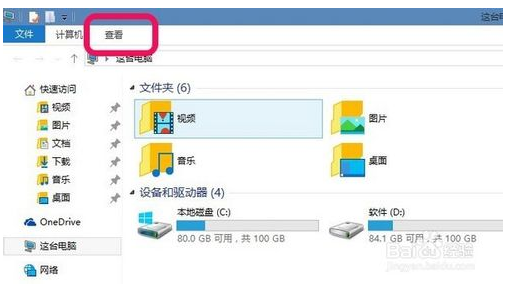 这台电
文件 计算机 查看
这台电脑
快速访问
视频
图片
文档
下载
音乐
桌面
OneDrive
这台电脑
网络
文件夹 (6)
视频
图片
音乐
桌面
设备和驱动器 (4)
本地磁盘 (C:)
80.0 GB 可用，共 100 GB
软件 (D:)
84.1 GB 可用，共 100 GB
Baidu 经验
jingyan.baidu.com